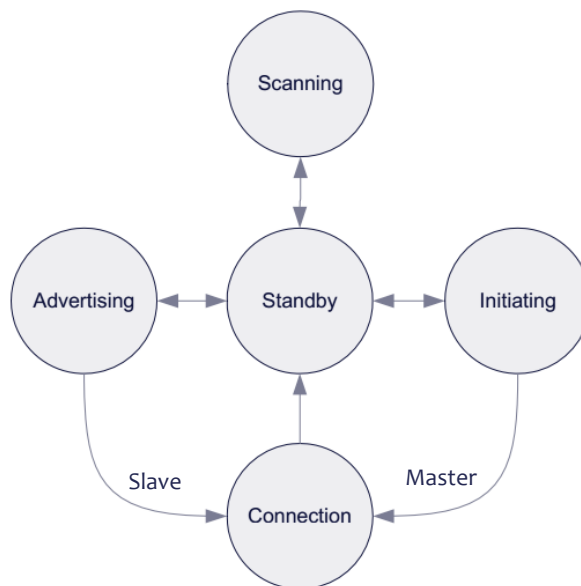 Scanning
Advertising
Standby
Initiating
Slave
Master
Connection